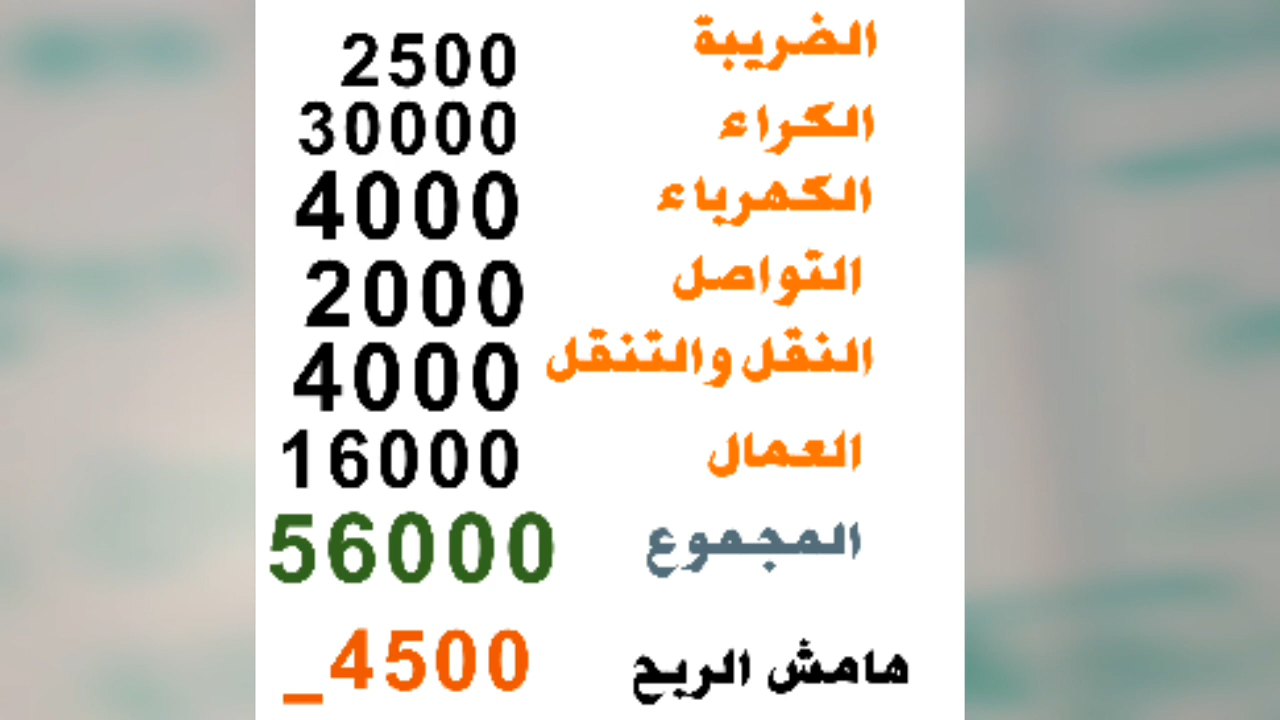 الضريبة 2500
الكراء 30000
الكهرباء 4000
التواصل 2000
النقل والتنقل 4000
العمال 16000
المجموع 56000
هامش الربح 4500_